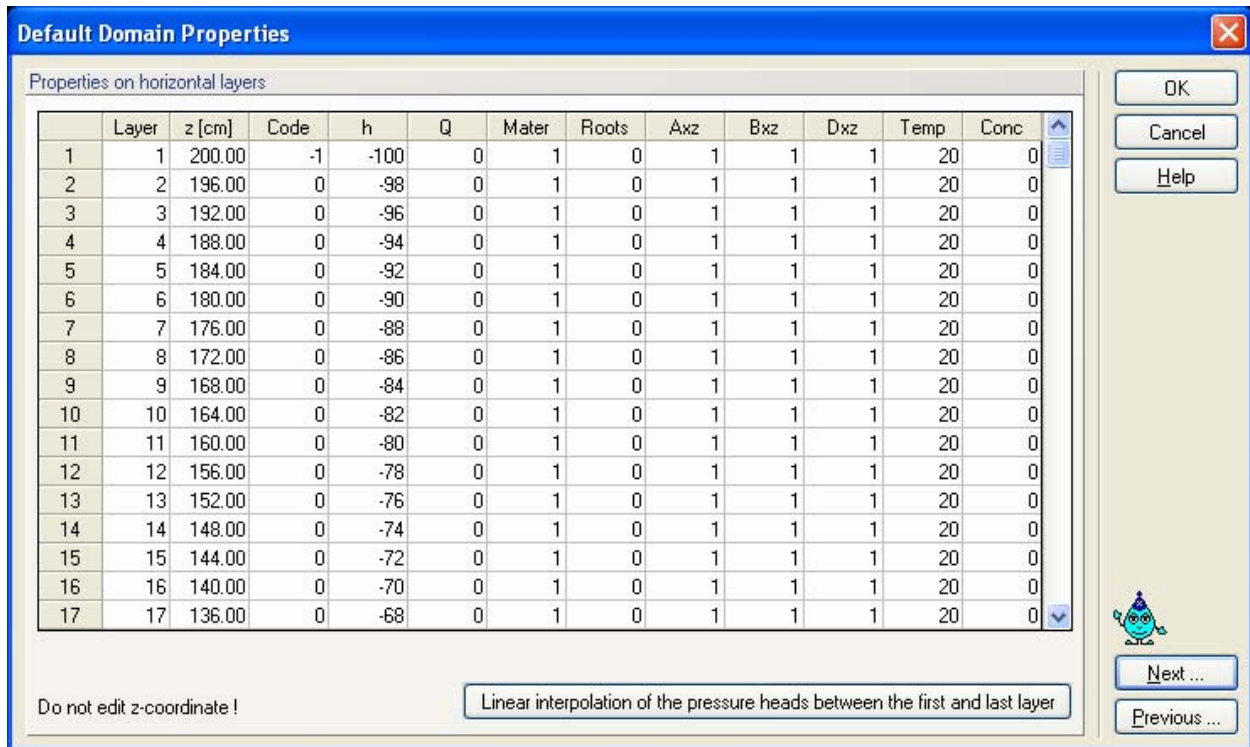 Default Domain Properties
Properties on horizontal layers
Layer z [cm] Code h Q Mater Roots Axz Bxz Dxz Temp Conc
1 1 200.00 -1 -100 0 1 0 1 1 1 20 0
2 2 196.00 0 -98 0 1 0 1 1 1 20 0
3 3 192.00 0 -96 0 1 0 1 1 1 20 0
4 4 188.00 0 -94 0 1 0 1 1 1 20 0
5 5 184.00 0 -92 0 1 0 1 1 1 20 0
6 6 180.00 0 -90 0 1 0 1 1 1 20 0
7 7 176.00 0 -88 0 1 0 1 1 1 20 0
8 8 172.00 0 -86 0 1 0 1 1 1 20 0
9 9 168.00 0 -84 0 1 0 1 1 1 20 0
10 10 164.00 0 -82 0 1 0 1 1 1 20 0
11 11 160.00 0 -80 0 1 0 1 1 1 20 0
12 12 156.00 0 -78 0 1 0 1 1 1 20 0
13 13 152.00 0 -76 0 1 0 1 1 1 20 0
14 14 148.00 0 -74 0 1 0 1 1 1 20 0
15 15 144.00 0 -72 0 1 0 1 1 1 20 0
16 16 140.00 0 -70 0 1 0 1 1 1 20 0
17 17 136.00 0 -68 0 1 0 1 1 1 20 0
Do not edit z-coordinate !
Linear interpolation of the pressure heads between the first and last layer
OK
Cancel
Help
Next ...
Previous ...